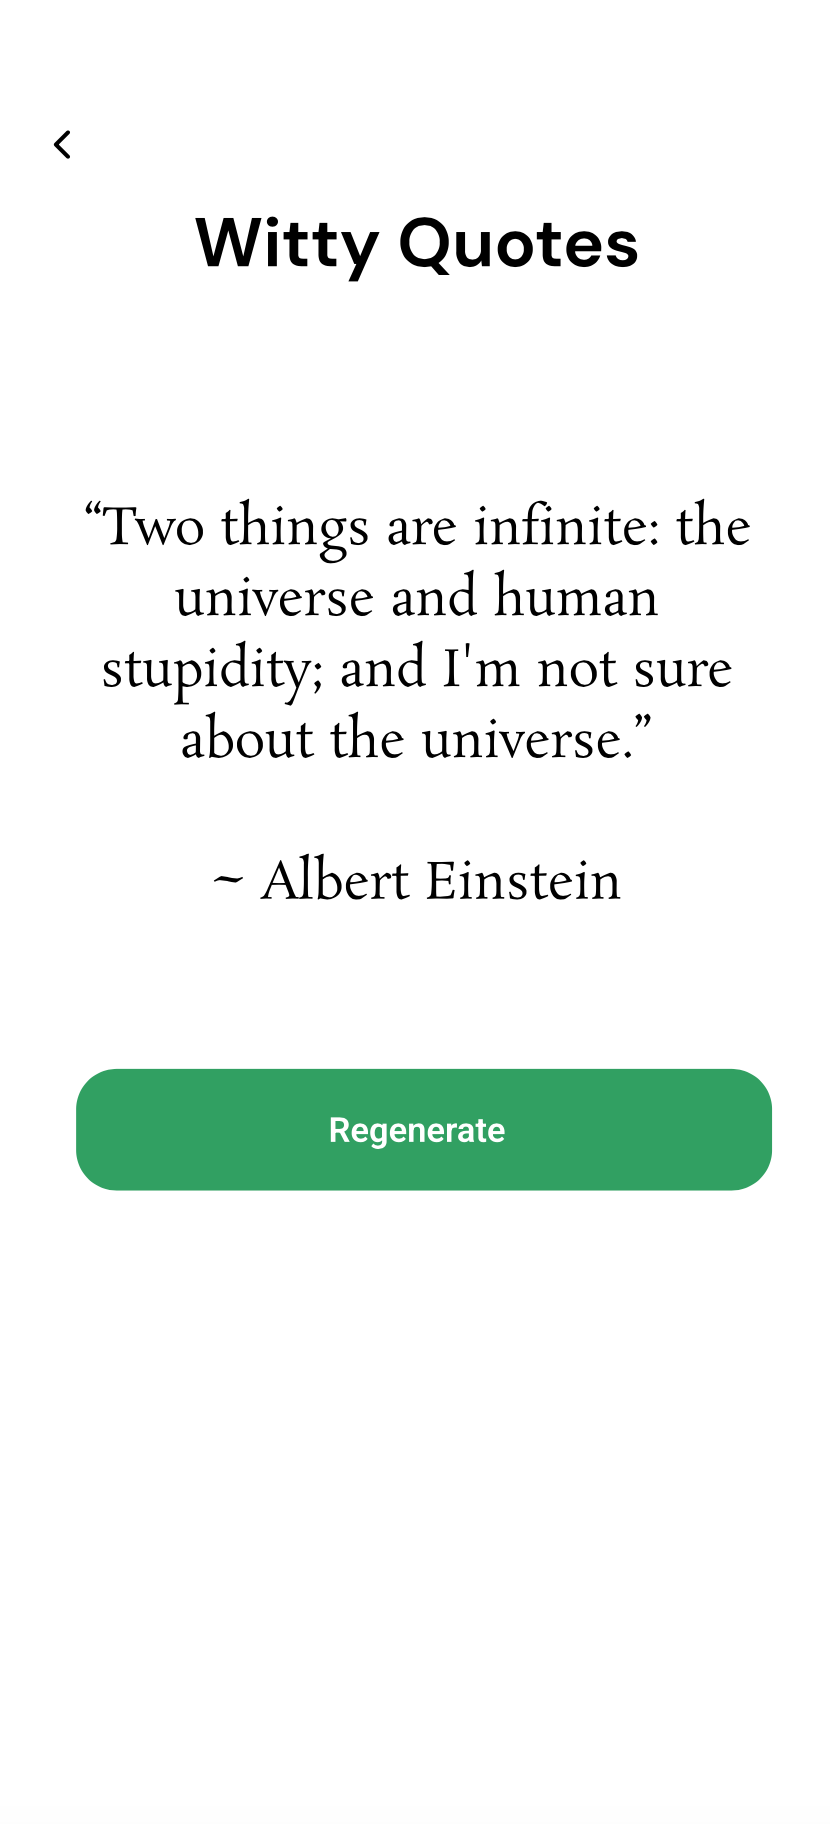 Witty Quotes
“Two things are infinite: the
universe and human
stupidity; and I'm not sure
about the universe.”
~ Albert Einstein
Regenerate